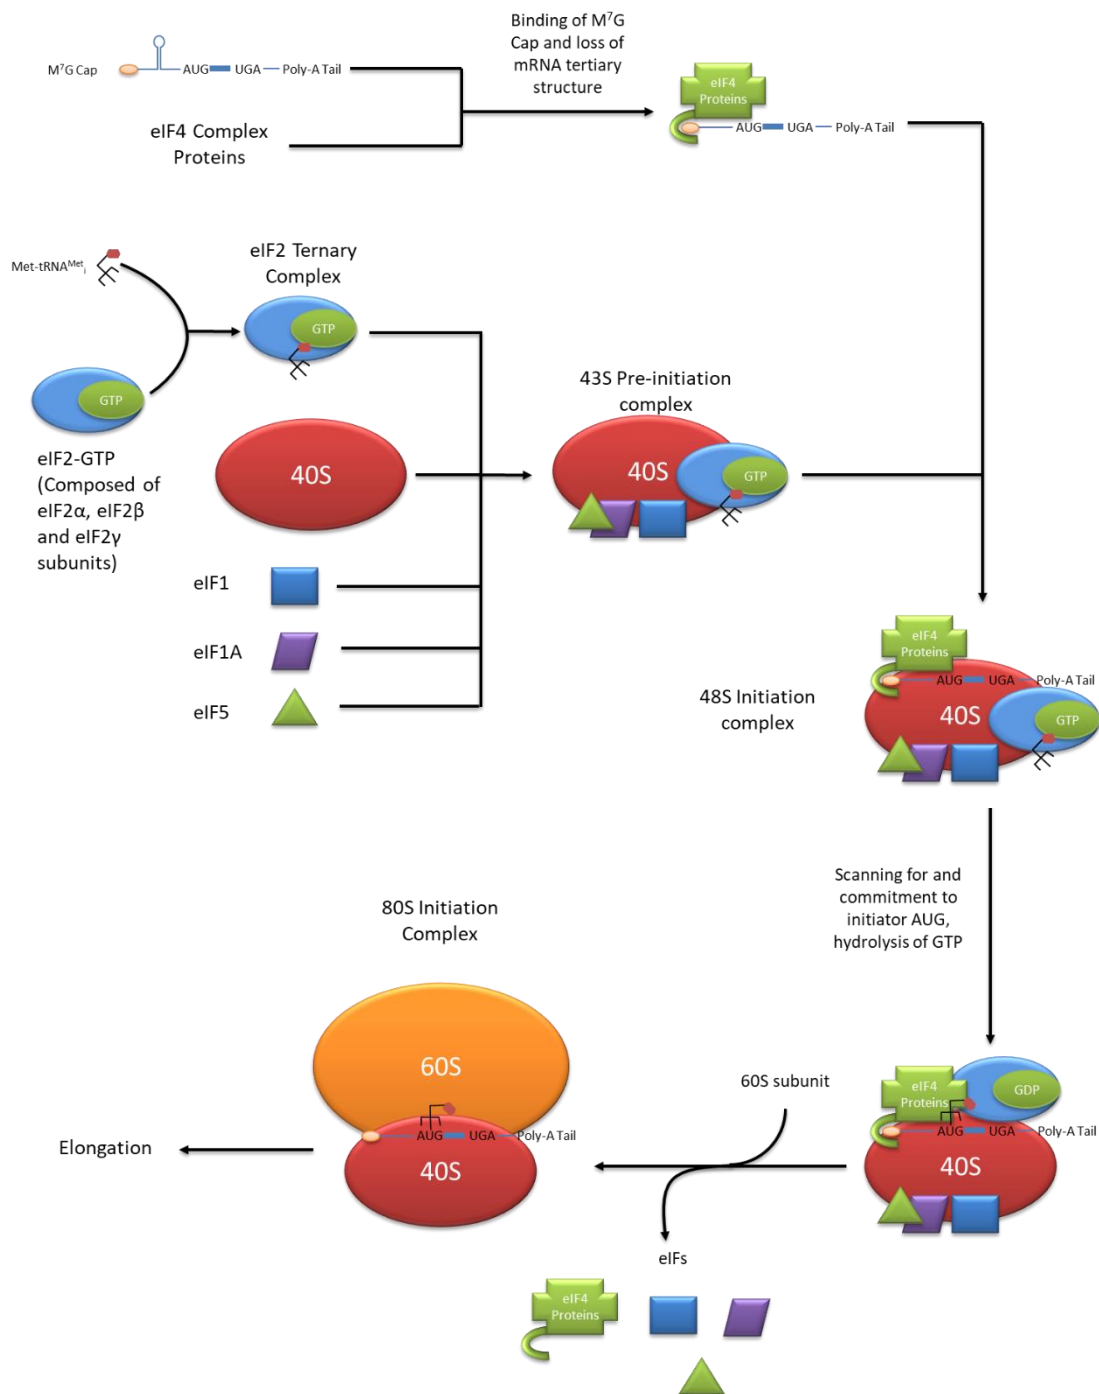 Binding of M⁷G
Cap and loss of
mRNA tertiary
structure
M⁷G Cap
AUG
UGA
Poly-A Tail
eIF4 Complex
Proteins
eIF4
Proteins
AUG
UGA
Poly-A Tail
Met-tRNAᴹᵉᵗᵢ
eIF2 Ternary
Complex
GTP
GTP
eIF2-GTP
(Composed of
eIF2α, eIF2β
and eIF2γ
subunits)
40S
43S Pre-initiation
complex
40S
GTP
eIF1
eIF1A
eIF5
48S Initiation
complex
eIF4
Proteins
AUG
UGA
Poly-A Tail
40S
GTP
Scanning for and
commitment to
initiator AUG,
hydrolysis of GTP
80S Initiation
Complex
60S
AUG
UGA
Poly-A Tail
40S
Elongation
60S subunit
eIF4
Proteins
GDP
AUG
UGA
Poly-A Tail
40S
eIFs
eIF4
Proteins